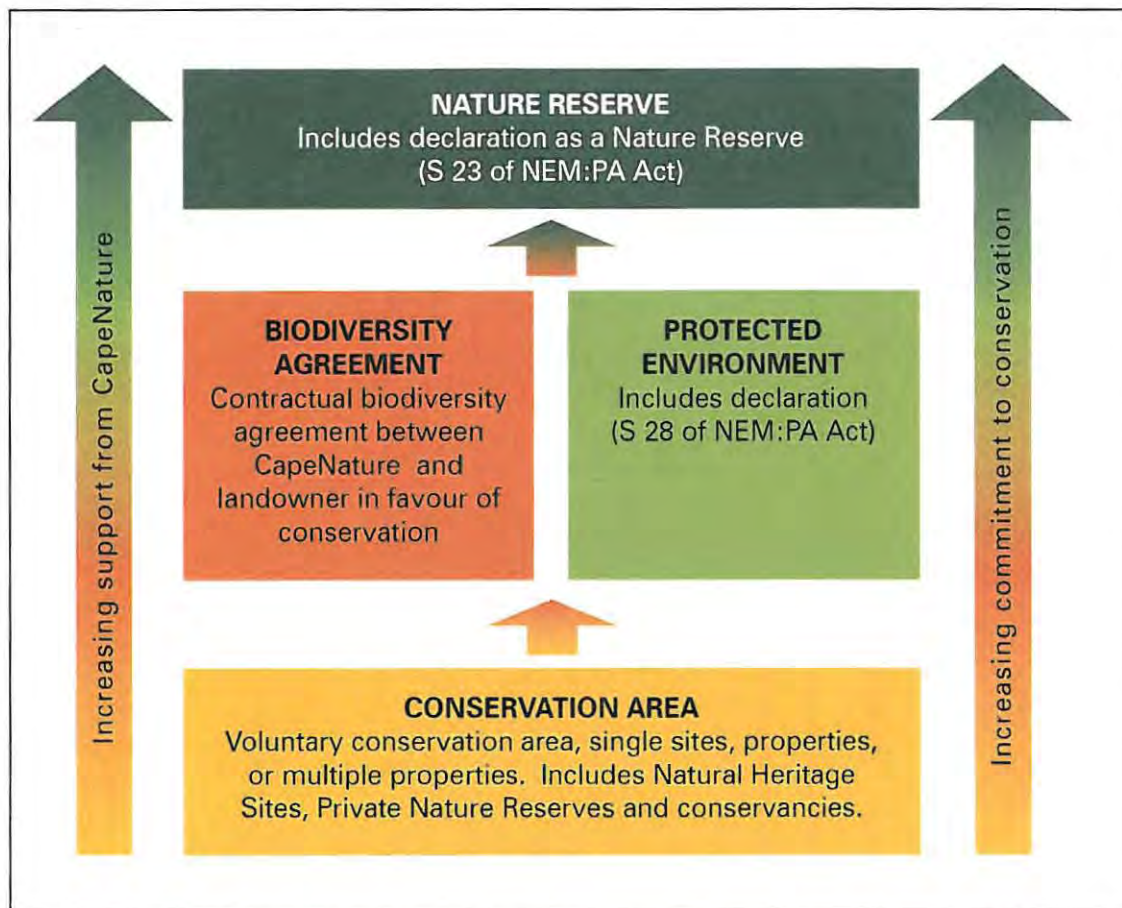 NATURE RESERVE
Includes declaration as a Nature Reserve
(S 23 of NEM:PA Act)
Increasing support from CapeNature
Increasing commitment to conservation
BIODIVERSITY
AGREEMENT
Contractual biodiversity
agreement between
CapeNature and
landowner in favour of
conservation
PROTECTED
ENVIRONMENT
Includes declaration
(S 28 of NEM:PA Act)
CONSERVATION AREA
Voluntary conservation area, single sites, properties,
or multiple properties. Includes Natural Heritage
Sites, Private Nature Reserves and conservancies.